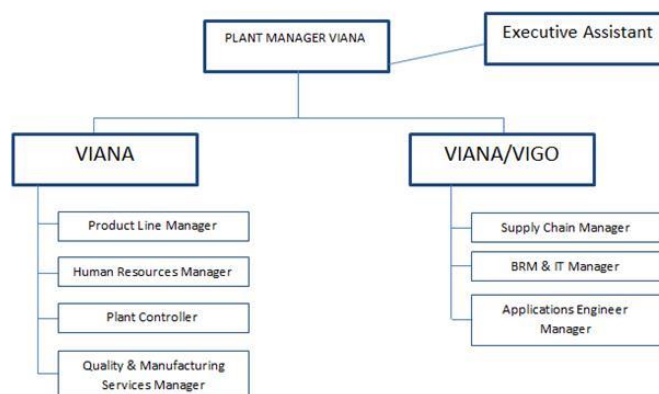 PLANT MANAGER VIANA
Executive Assistant
VIANA
VIANA/VIGO
Product Line Manager
Human Resources Manager
Plant Controller
Quality & Manufacturing
Services Manager
Supply Chain Manager
BRM & IT Manager
Applications Engineer
Manager